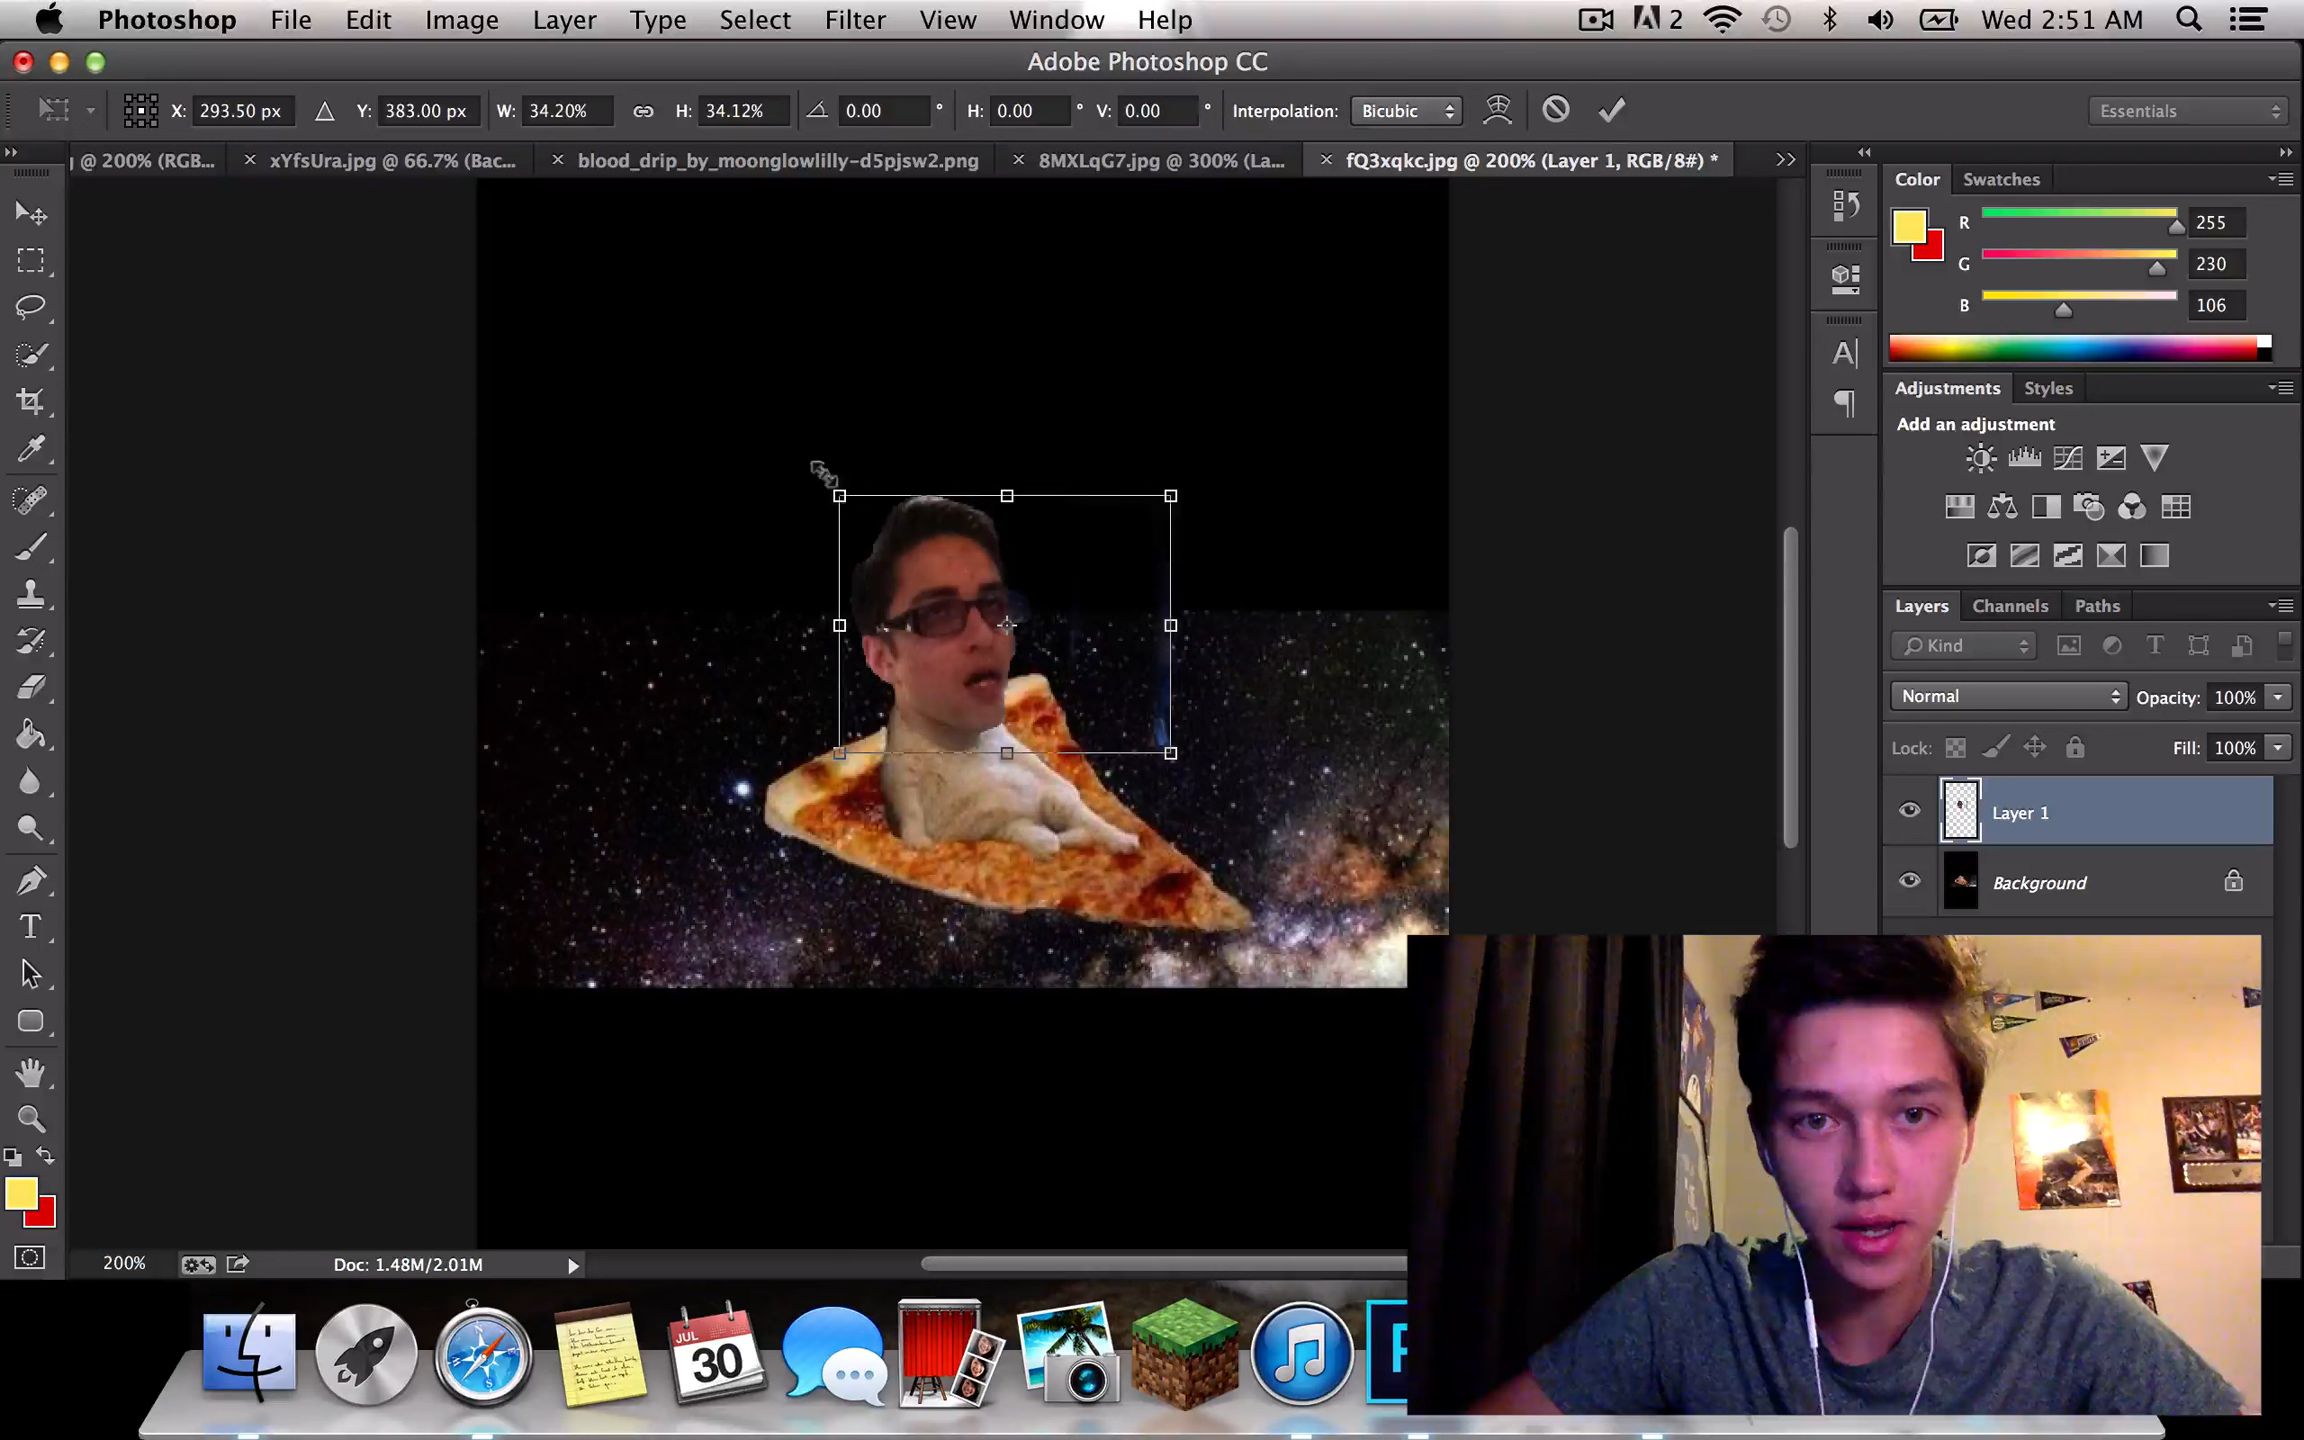 Photoshop File Edit Image Layer Type Select Filter View Window Help 2 Wed 2:51 AM
Adobe Photoshop CC
X: 293.50 px Y: 383.00 px W: 34.20% H: 34.12% 0.00 ° H: 0.00 ° V: 0.00 ° Interpolation: Bicubic Essentials
g @ 200% (RGB... × xYfsUra.jpg @ 66.7% (Bac... × blood_drip_by_moonglowlilly-d5pjsw2.png × 8MXLqG7.jpg @ 300% (La... × fQ3xqkc.jpg @ 200% (Layer 1, RGB/8#) *
Color Swatches
R 255
G 230
B 106
Adjustments Styles
Add an adjustment
Layers Channels Paths
Kind
Normal Opacity: 100%
Lock: Fill: 100%
Layer 1
Background
200% Doc: 1.48M/2.01M
JUL
30